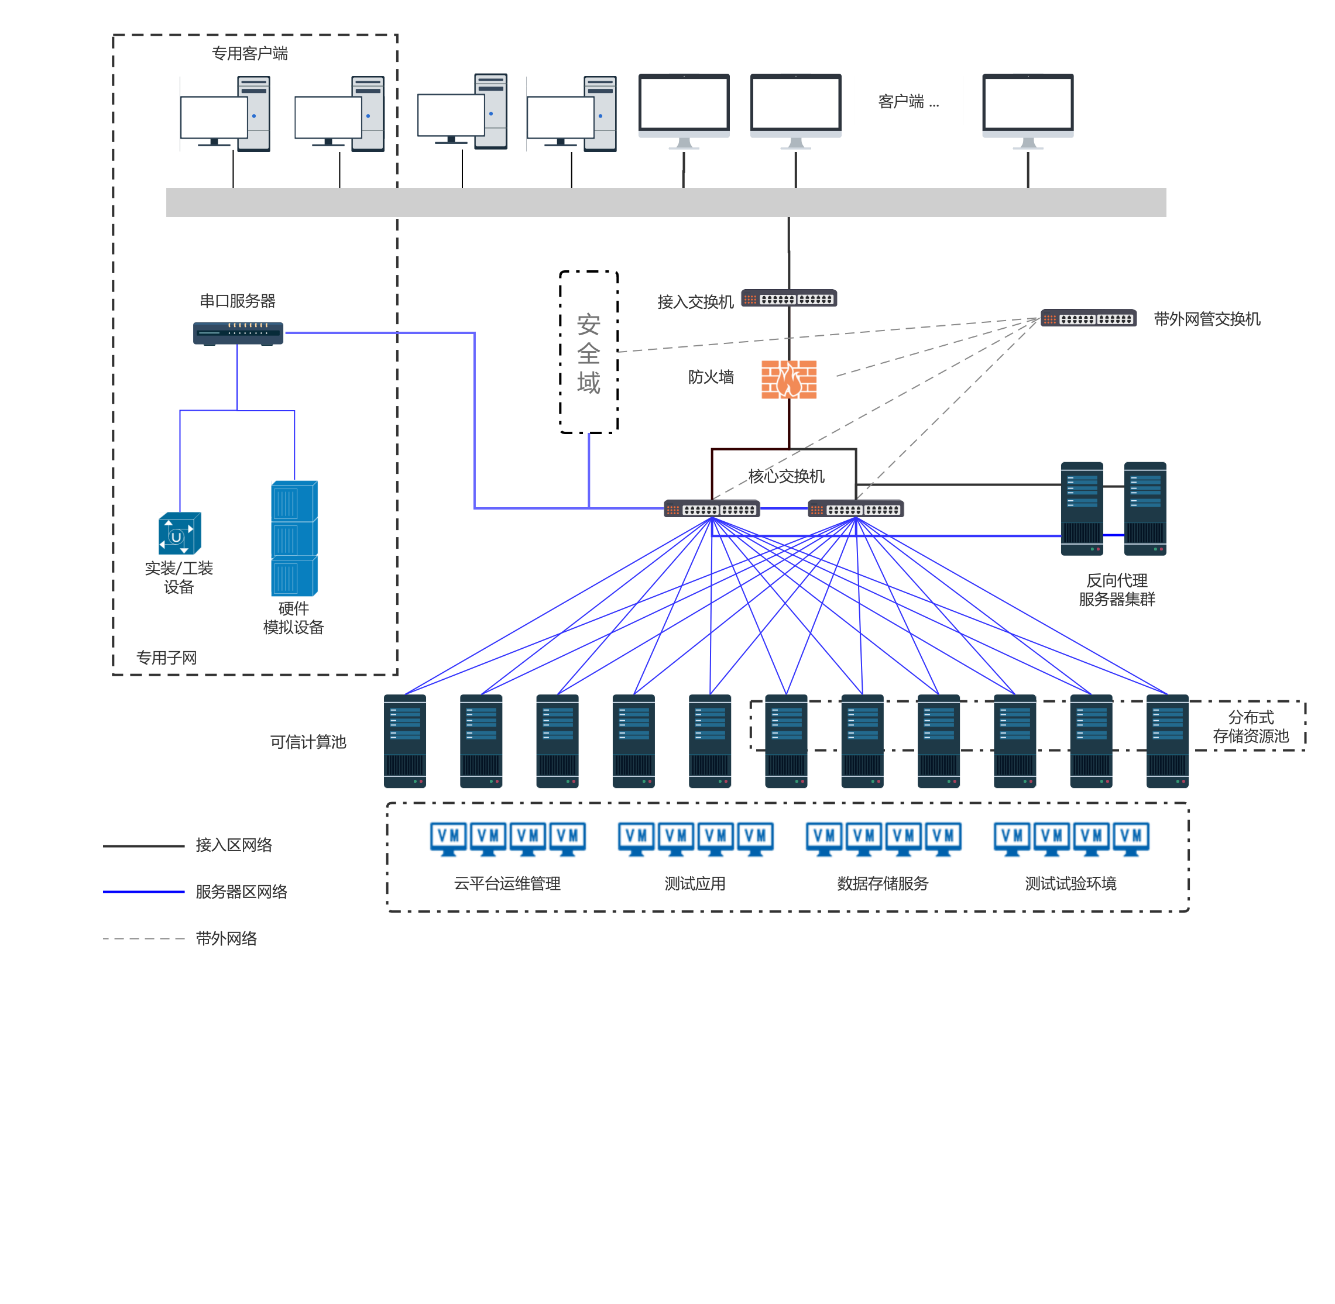 专用客户端
客户端 ...
串口服务器
安
全
域
接入交换机
带外网管交换机
防火墙
核心交换机
实装/工装
设备
硬件
模拟设备
反向代理
服务器集群
专用子网
可信计算池
分布式
存储资源池
VM VM VM VM VM VM VM VM VM VM VM VM VM VM VM VM
云平台运维管理
测试应用
数据存储服务
测试试验环境
接入区网络
服务器区网络
带外网络
U